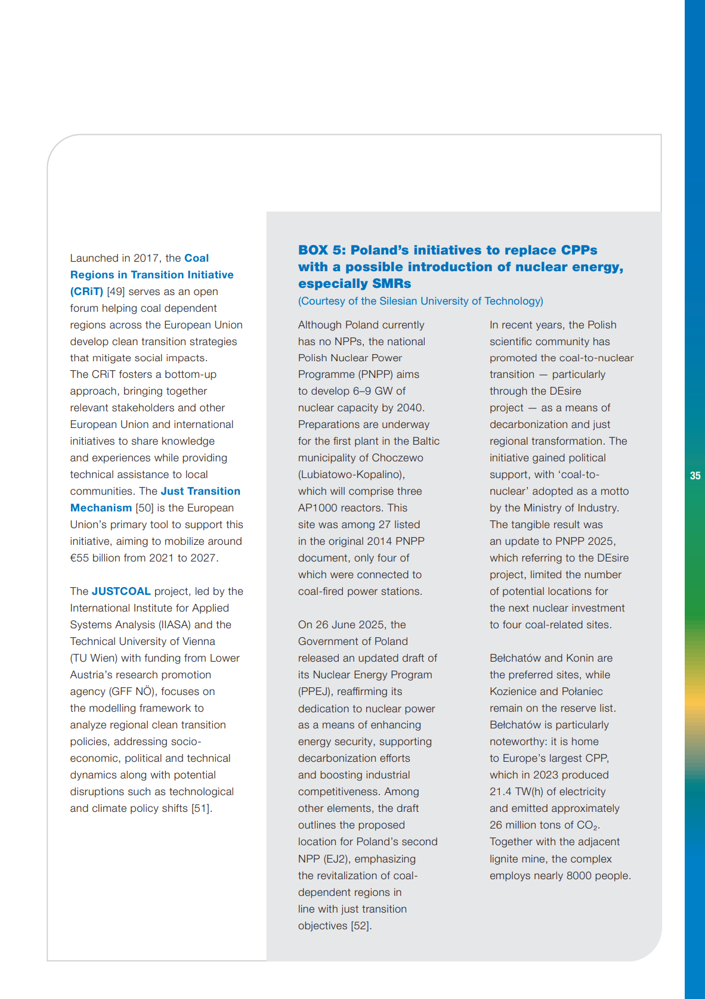 Launched in 2017, the Coal
Regions in Transition Initiative
(CRiT) [49] serves as an open
forum helping coal dependent
regions across the European Union
develop clean transition strategies
that mitigate social impacts.
The CRiT fosters a bottom-up
approach, bringing together
relevant stakeholders and other
European Union and international
initiatives to share knowledge
and experiences while providing
technical assistance to local
communities. The Just Transition
Mechanism [50] is the European
Union’s primary tool to support this
initiative, aiming to mobilize around
€55 billion from 2021 to 2027.

The JUSTCOAL project, led by the
International Institute for Applied
Systems Analysis (IIASA) and the
Technical University of Vienna
(TU Wien) with funding from Lower
Austria’s research promotion
agency (GFF NÖ), focuses on
the modelling framework to
analyze regional clean transition
policies, addressing socio-
economic, political and technical
dynamics along with potential
disruptions such as technological
and climate policy shifts [51].

BOX 5: Poland’s initiatives to replace CPPs
with a possible introduction of nuclear energy,
especially SMRs
(Courtesy of the Silesian University of Technology)

Although Poland currently
has no NPPs, the national
Polish Nuclear Power
Programme (PNPP) aims
to develop 6–9 GW of
nuclear capacity by 2040.
Preparations are underway
for the first plant in the Baltic
municipality of Choczewo
(Lubiatowo-Kopalino),
which will comprise three
AP1000 reactors. This
site was among 27 listed
in the original 2014 PNPP
document, only four of
which were connected to
coal-fired power stations.

On 26 June 2025, the
Government of Poland
released an updated draft of
its Nuclear Energy Program
(PPEJ), reaffirming its
dedication to nuclear power
as a means of enhancing
energy security, supporting
decarbonization efforts
and boosting industrial
competitiveness. Among
other elements, the draft
outlines the proposed
location for Poland’s second
NPP (EJ2), emphasizing
the revitalization of coal-
dependent regions in
line with just transition
objectives [52].

In recent years, the Polish
scientific community has
promoted the coal-to-nuclear
transition — particularly
through the DEsire
project — as a means of
decarbonization and just
regional transformation. The
initiative gained political
support, with ‘coal-to-
nuclear’ adopted as a motto
by the Ministry of Industry.
The tangible result was
an update to PNPP 2025,
which referring to the DEsire
project, limited the number
of potential locations for
the next nuclear investment
to four coal-related sites.

Bełchatów and Konin are
the preferred sites, while
Kozienice and Połaniec
remain on the reserve list.
Bełchatów is particularly
noteworthy: it is home
to Europe’s largest CPP,
which in 2023 produced
21.4 TW(h) of electricity
and emitted approximately
26 million tons of CO₂.
Together with the adjacent
lignite mine, the complex
employs nearly 8000 people.

35